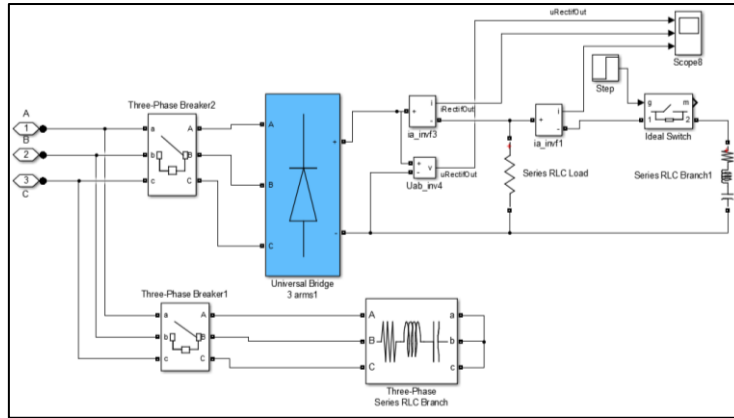 uRectifOut
Scope8
Step
A
1
B
2
3
C
Three-Phase Breaker2
a A
b B
c C
A
B
C
+
-
Universal Bridge
3 arms1
+ i
-
iRectifOut
ia_invf3
+ v
-
uRectifOut
Uab_inv4
+ i
-
ia_invf1
g m
1 2
Ideal Switch
Series RLC Load
Series RLC Branch1
Three-Phase Breaker1
a A
b B
c C
A a
B b
C c
Three-Phase
Series RLC Branch